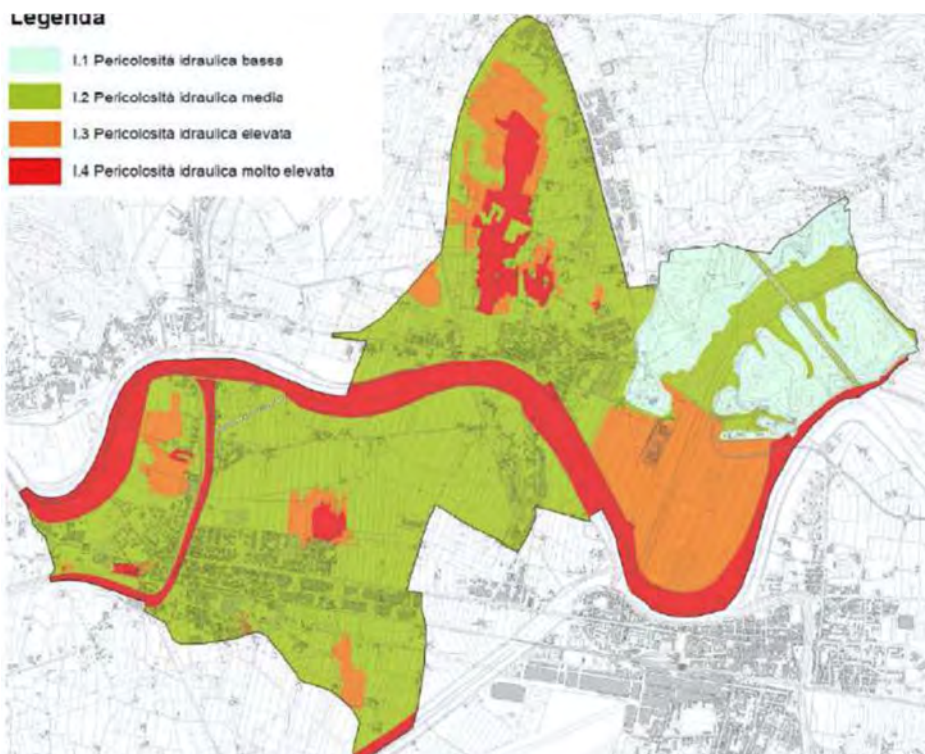 Legenda
I.1 Pericolosità idraulica bassa
I.2 Pericolosità idraulica media
I.3 Pericolosità idraulica elevata
I.4 Pericolosità idraulica molto elevata